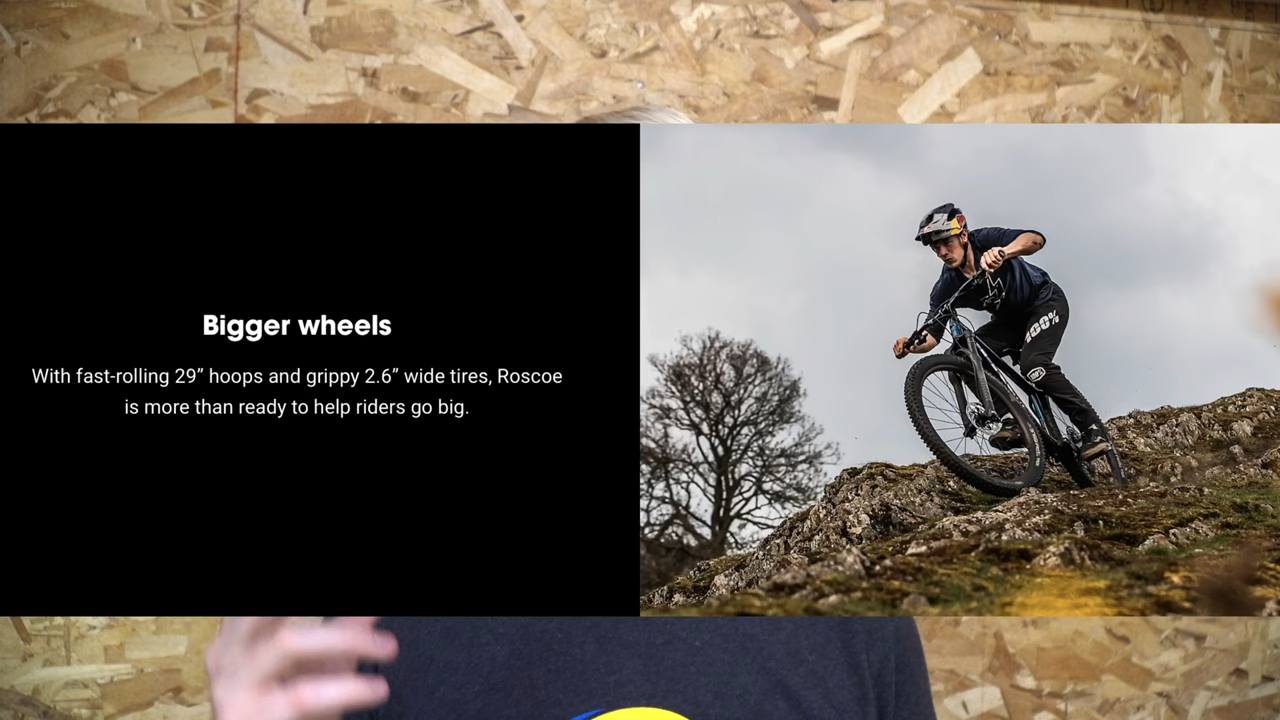 Bigger wheels
With fast-rolling 29” hoops and grippy 2.6” wide tires, Roscoe
is more than ready to help riders go big.
100%